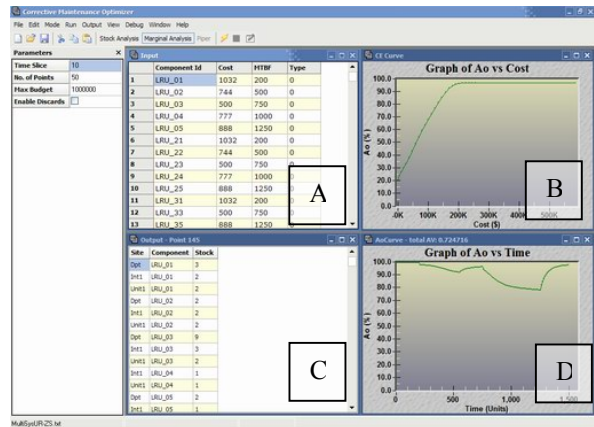 Corrective Maintenance Optimizer
File Edit Mode Run Output View Debug Window Help
Stock Analysis Marginal Analysis Piper
Parameters
Time Slice 10
No. of Points 50
Max Budget 1000000
Enable Discards
Input
Component Id Cost MTBF Type
1 LRU_01 1032 200 0
2 LRU_02 744 500 0
3 LRU_03 500 750 0
4 LRU_04 777 1000 0
5 LRU_05 888 1250 0
6 LRU_21 1032 200 0
7 LRU_22 744 500 0
8 LRU_23 500 750 0
9 LRU_24 777 1000
10 LRU_25 888 1250
11 LRU_31 1032 200
12 LRU_33 500 750
13 LRU_35 888 1250
A
CE Curve
Graph of Ao vs Cost
Ao (%)
100.0
90.0
80.0
70.0
60.0
50.0
40.0
30.0
20.0
10.0
0.0
-0K 100K 200K 300K 400K 500K
Cost ($)
B
Output - Point 145
Site Component Stock
Dpt LRU_01 3
Int1 LRU_01 2
Unit1 LRU_01 2
Dpt LRU_02 2
Int1 LRU_02 2
Unit1 LRU_02 2
Dpt LRU_03 9
Int1 LRU_03 3
Unit1 LRU_03 2
Int1 LRU_04 1
Unit1 LRU_04 1
Dpt LRU_05 2
Int1 LRU_05 1
C
AoCurve - total AV: 0.724716
Graph of Ao vs Time
Ao (%)
100.0
90.0
80.0
70.0
60.0
50.0
40.0
30.0
20.0
10.0
0.0
0 500 1,000 1,500
Time (Units)
D
MultiSysUR-ZS.txt